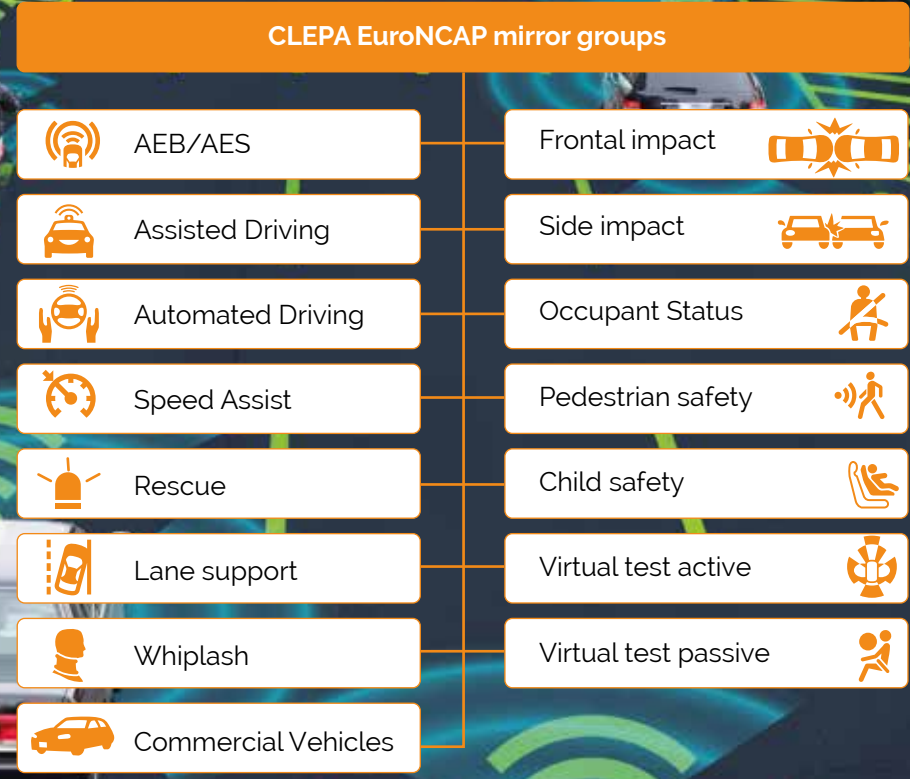 CLEPA EuroNCAP mirror groups
AEB/AES
Assisted Driving
Automated Driving
Speed Assist
Rescue
Lane support
Whiplash
Commercial Vehicles
Frontal impact
Side impact
Occupant Status
Pedestrian safety
Child safety
Virtual test active
Virtual test passive